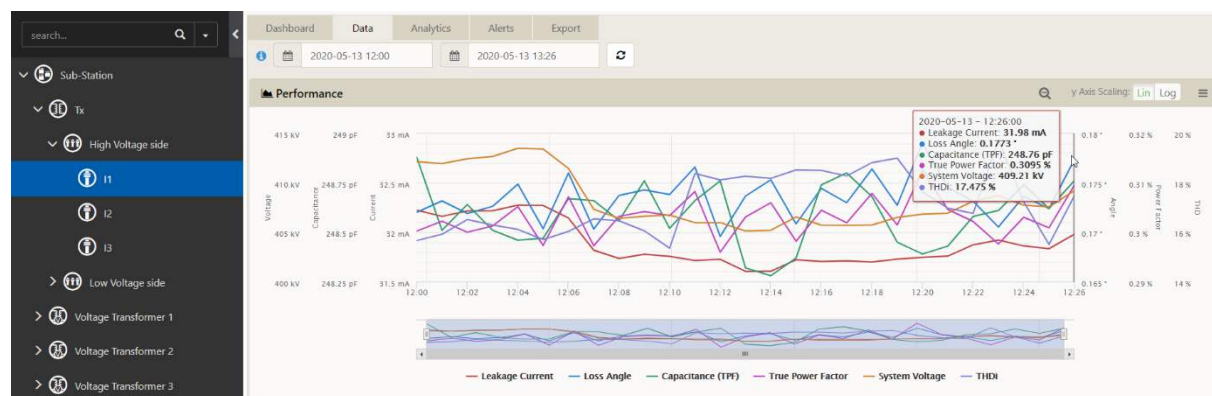 search...
Sub-Station
Tx
High Voltage side
I1
I2
I3
Low Voltage side
Voltage Transformer 1
Voltage Transformer 2
Voltage Transformer 3
Dashboard Data Analytics Alerts Export
2020-05-13 12:00 2020-05-13 13:26
Performance y Axis Scaling: Lin Log
2020-05-13 - 12:26:00
Leakage Current: 31.98 mA
Loss Angle: 0.1773 °
Capacitance (TPF): 248.76 pF
True Power Factor: 0.3095 %
System Voltage: 409.21 kV
THDi: 17.475 %
415 kV 249 pF 33 mA 0.18 ° 0.32 % 20 %
410 kV 248.75 pF 32.5 mA 0.175 ° 0.31 % 18 %
Voltage Capacitance Current Angle Power Factor THD
405 kV 248.5 pF 32 mA 0.17 ° 0.3 % 16 %
400 kV 248.25 pF 31.5 mA 0.165 ° 0.29 % 14 %
12:00 12:02 12:04 12:06 12:08 12:10 12:12 12:14 12:16 12:18 12:20 12:22 12:24 12:26
Leakage Current Loss Angle Capacitance (TPF) True Power Factor System Voltage THDi